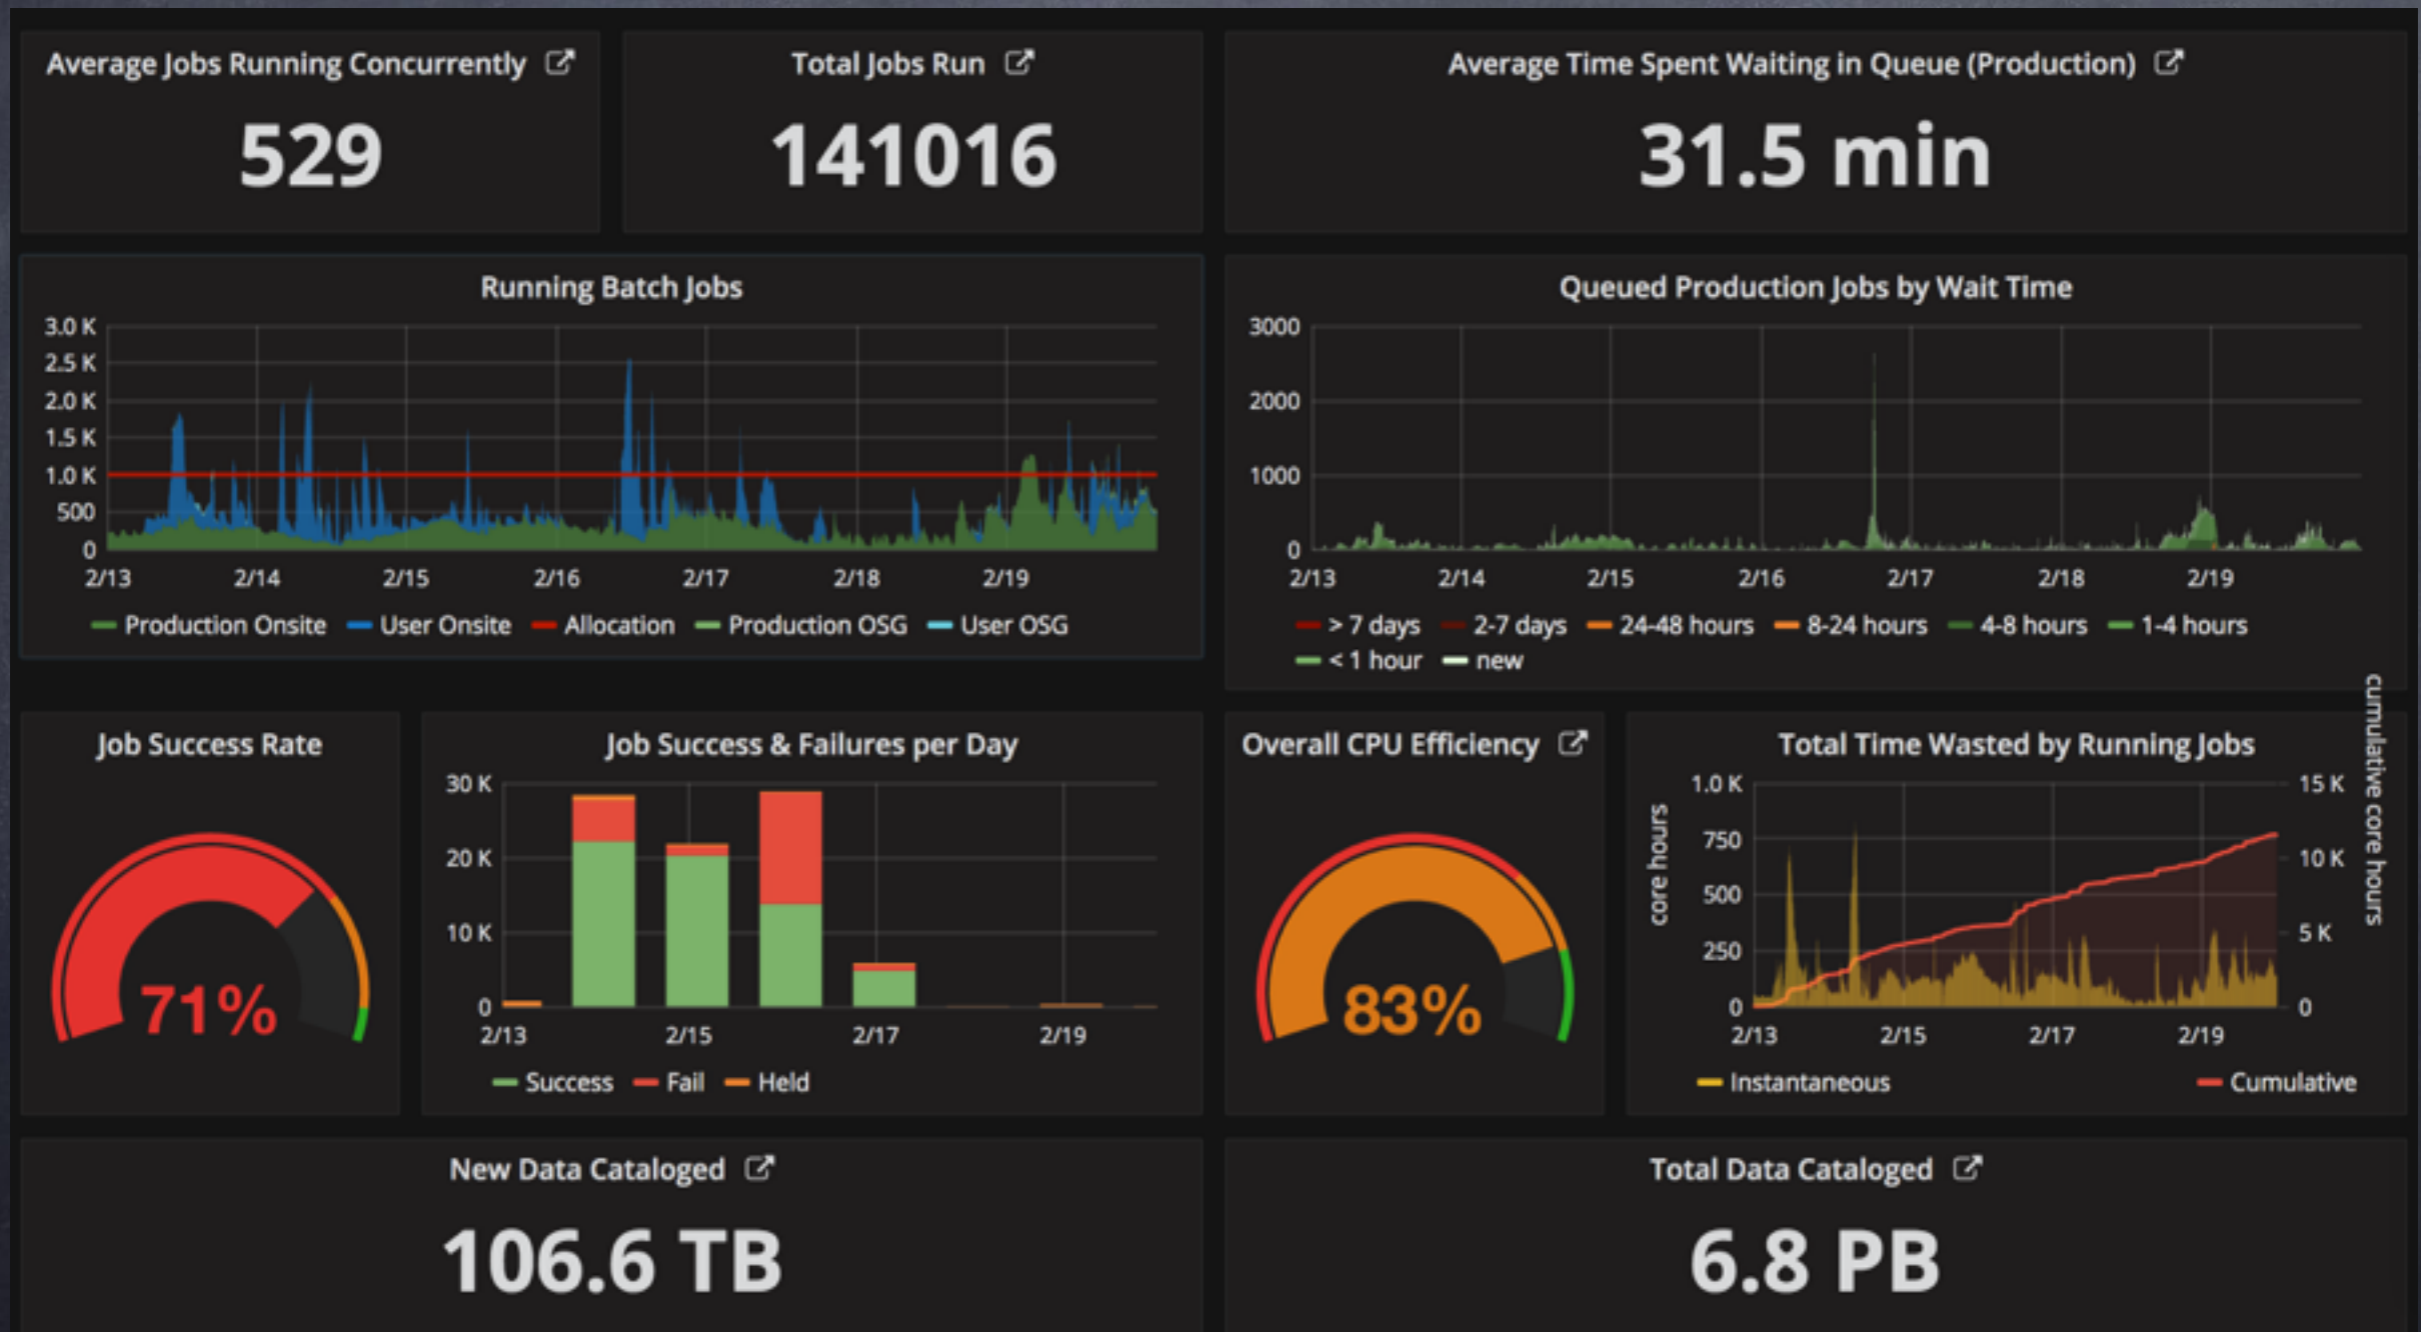 Average Jobs Running Concurrently
529
Total Jobs Run
141016
Average Time Spent Waiting in Queue (Production)
31.5 min
Running Batch Jobs
3.0 K
2.5 K
2.0 K
1.5 K
1.0 K
500
0
2/13 2/14 2/15 2/16 2/17 2/18 2/19
Production Onsite User Onsite Allocation Production OSG User OSG
Queued Production Jobs by Wait Time
3000
2000
1000
0
2/13 2/14 2/15 2/16 2/17 2/18 2/19
> 7 days 2-7 days 24-48 hours 8-24 hours 4-8 hours 1-4 hours
< 1 hour new
Job Success Rate
71%
Job Success & Failures per Day
30 K
20 K
10 K
0
2/13 2/15 2/17 2/19
Success Fail Held
Overall CPU Efficiency
83%
Total Time Wasted by Running Jobs
core hours
1.0 K
750
500
250
0
15 K
10 K
5 K
0
cumulative core hours
2/13 2/15 2/17 2/19
Instantaneous Cumulative
New Data Cataloged
106.6 TB
Total Data Cataloged
6.8 PB